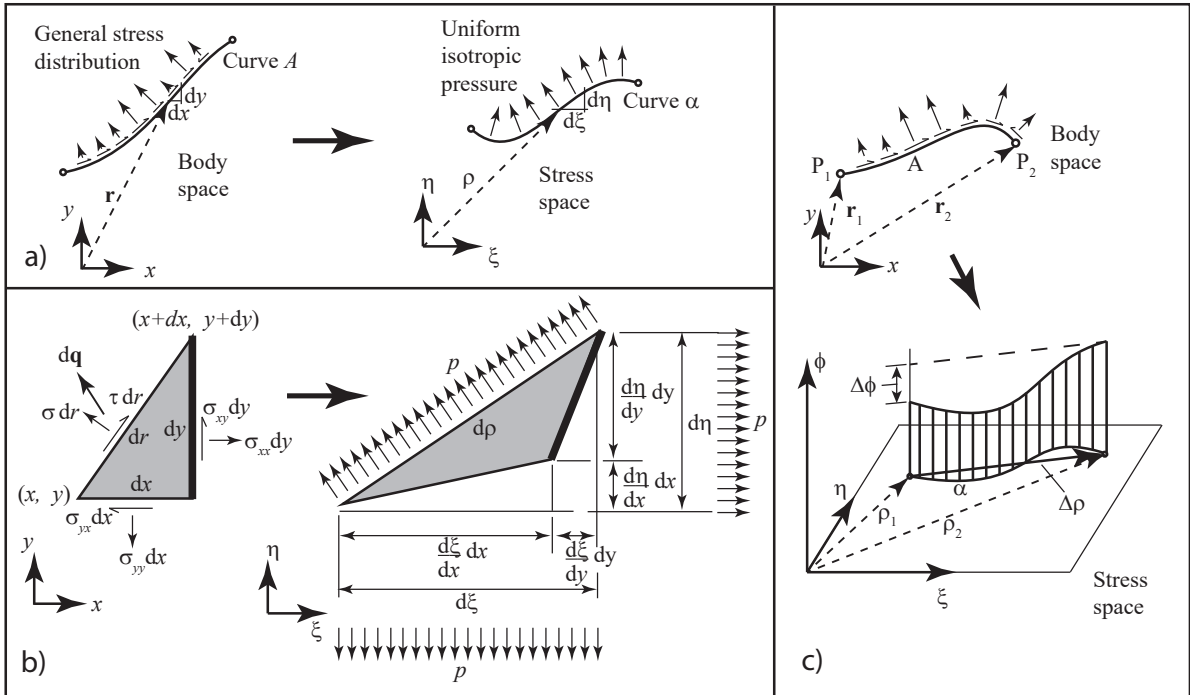 General stress
distribution
Curve A
dy
dx
Body
space
r
y
x
a)
Uniform
isotropic
pressure
dη
dξ
Curve α
ρ
Stress
space
η
ξ
(x+dx, y+dy)
dq
σ dr
τ dr
dr
dy
σxy dy
σxx dy
dx
(x, y)
σyx dx
σyy dx
y
x
b)
p
dρ
dη/dy dy
dη/dx dx
dη
p
dξ/dx dx
dξ/dy dy
dξ
η
ξ
p
P1
A
P2
Body
space
r1
r2
y
x
ϕ
Δϕ
η
α
Δρ
ρ1
ρ2
ξ
Stress
space
c)